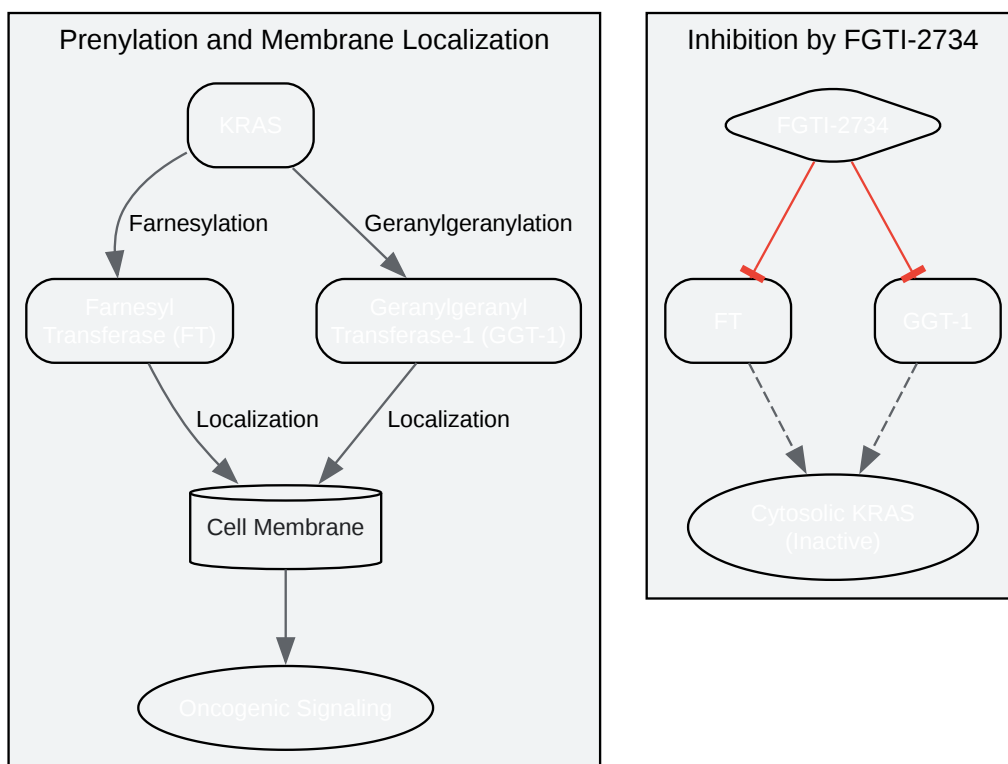 Prenylation and Membrane Localization
KRAS
Farnesylation
Geranylgeranylation
Farnesyl
Transferase (FT)
Geranylgeranyl
Transferase-1 (GGT-1)
Localization
Localization
Cell Membrane
Oncogenic Signaling
Inhibition by FGTI-2734
FGTI-2734
FT
GGT-1
Cytosolic KRAS
(Inactive)